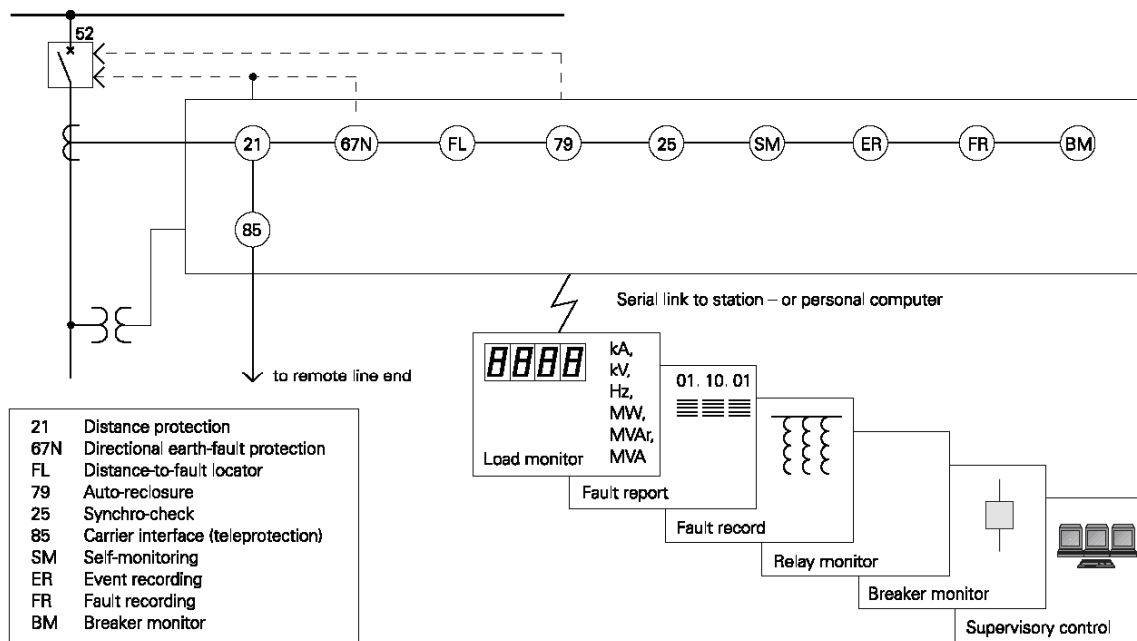 52
21 67N FL 79 25 SM ER FR BM
85
Serial link to station – or personal computer
to remote line end
8888
kA,
kV,
Hz,
MW,
MVAr,
MVA
Load monitor
01. 10. 01
Fault report
Fault record
Relay monitor
Breaker monitor
Supervisory control
21 Distance protection
67N Directional earth-fault protection
FL Distance-to-fault locator
79 Auto-reclosure
25 Synchro-check
85 Carrier interface (teleprotection)
SM Self-monitoring
ER Event recording
FR Fault recording
BM Breaker monitor